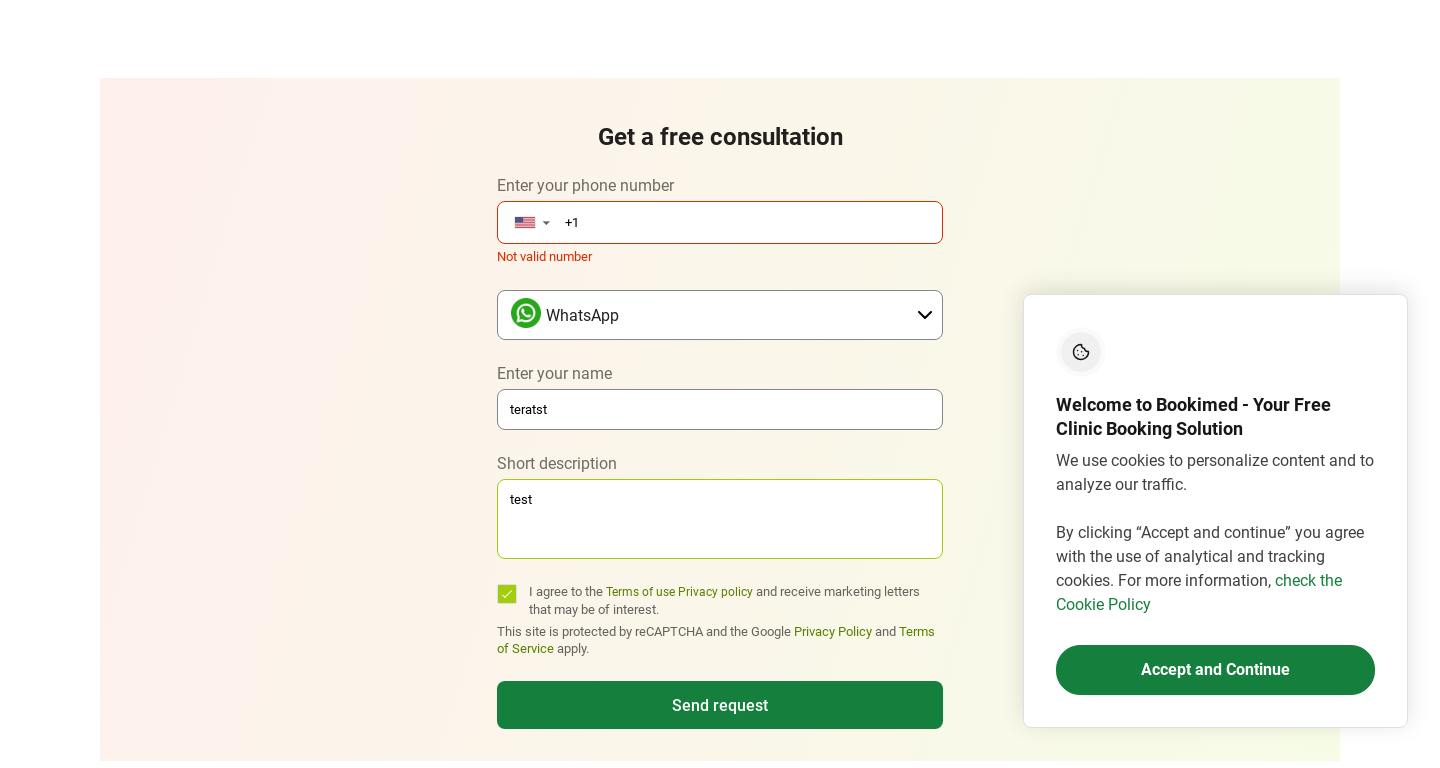 Get a free consultation
Enter your phone number
+1
Not valid number
WhatsApp
Enter your name
teratst
Short description
test
I agree to the Terms of use Privacy policy and receive marketing letters
that may be of interest.
This site is protected by reCAPTCHA and the Google Privacy Policy and Terms
of Service apply.
Send request
Welcome to Bookimed - Your Free
Clinic Booking Solution
We use cookies to personalize content and to
analyze our traffic.
By clicking “Accept and continue” you agree
with the use of analytical and tracking
cookies. For more information, check the
Cookie Policy
Accept and Continue